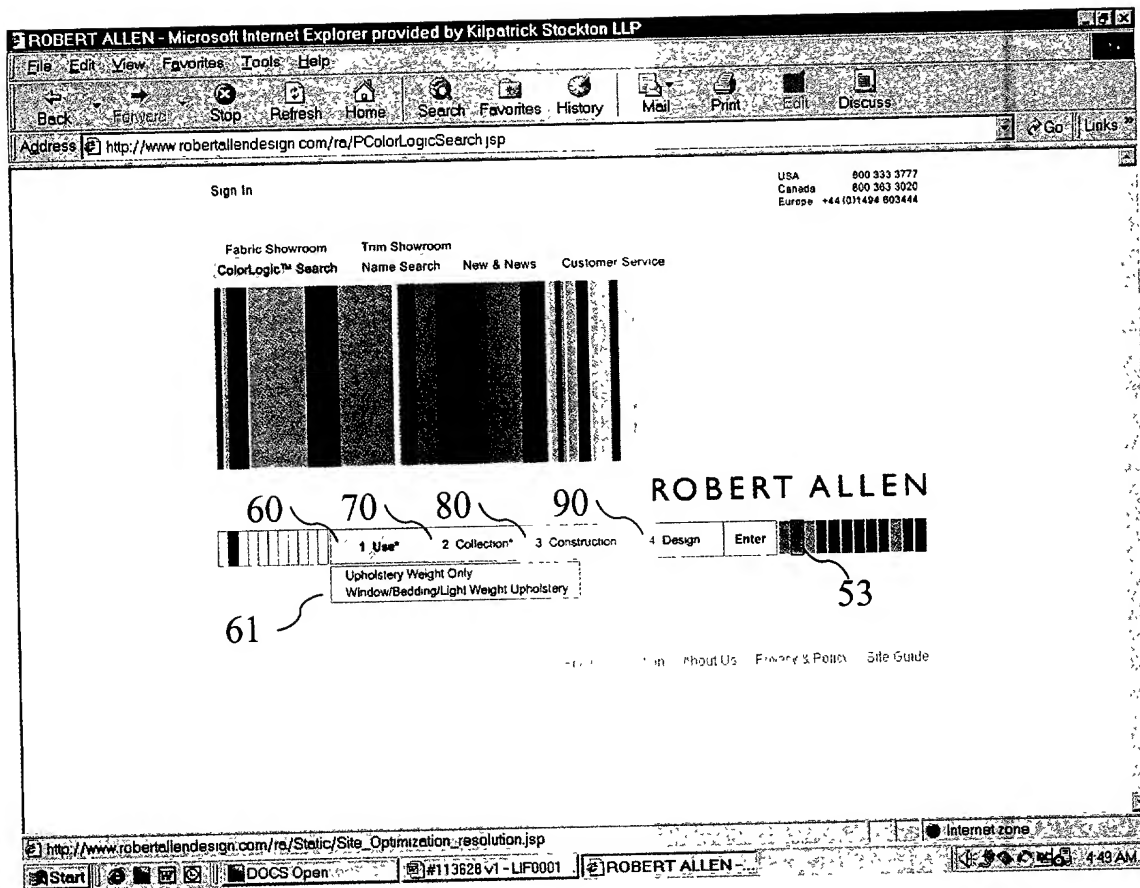 ROBERT ALLEN - Microsoft Internet Explorer provided by Kilpatrick Stockton LLP
File Edit View Favorites Tools Help
Back Forward Stop Refresh Home Search Favorites History Mail Print Edit Discuss
Address http://www.robertallendesign.com/ra/PColorLogicSearch.jsp Go Links »
Sign In
USA 800 333 3777
Canada 800 363 3020
Europe +44 (0)1494 603444
Fabric Showroom Trim Showroom
ColorLogic™ Search Name Search New & News Customer Service
ROBERT ALLEN
60 70 80 90
1 Use* 2 Collection* 3 Construction 4 Design Enter
Upholstery Weight Only
Window/Bedding/Light Weight Upholstery
53
61
About Us Privacy & Policy Site Guide
http://www.robertallendesign.com/ra/Static/Site_Optimization_resolution.jsp Internet zone
Start DOCS Open #113628 v1 - LIF0001 ROBERT ALLEN - 4:49 AM